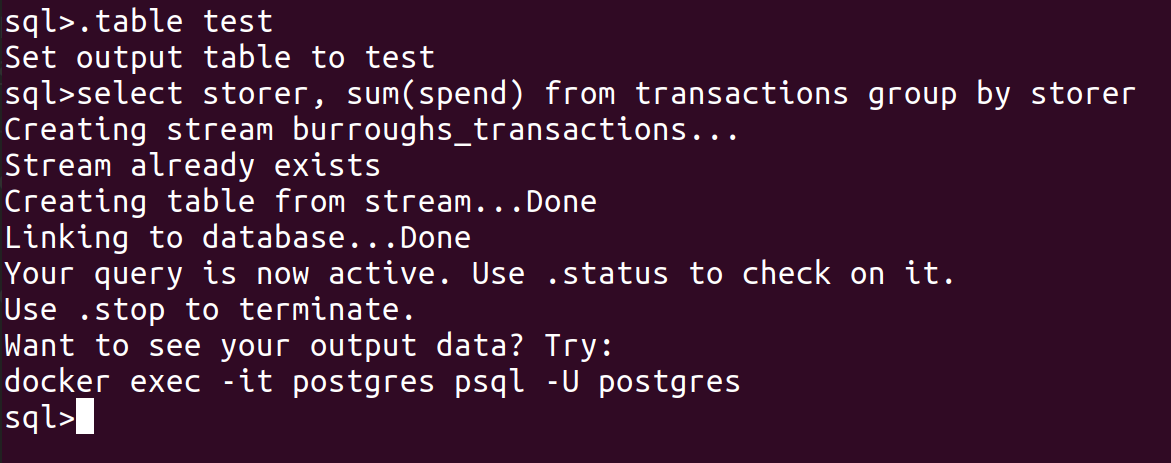 sql>.table test
Set output table to test
sql>select storer, sum(spend) from transactions group by storer
Creating stream burroughs_transactions...
Stream already exists
Creating table from stream...Done
Linking to database...Done
Your query is now active. Use .status to check on it.
Use .stop to terminate.
Want to see your output data? Try:
docker exec -it postgres psql -U postgres
sql>